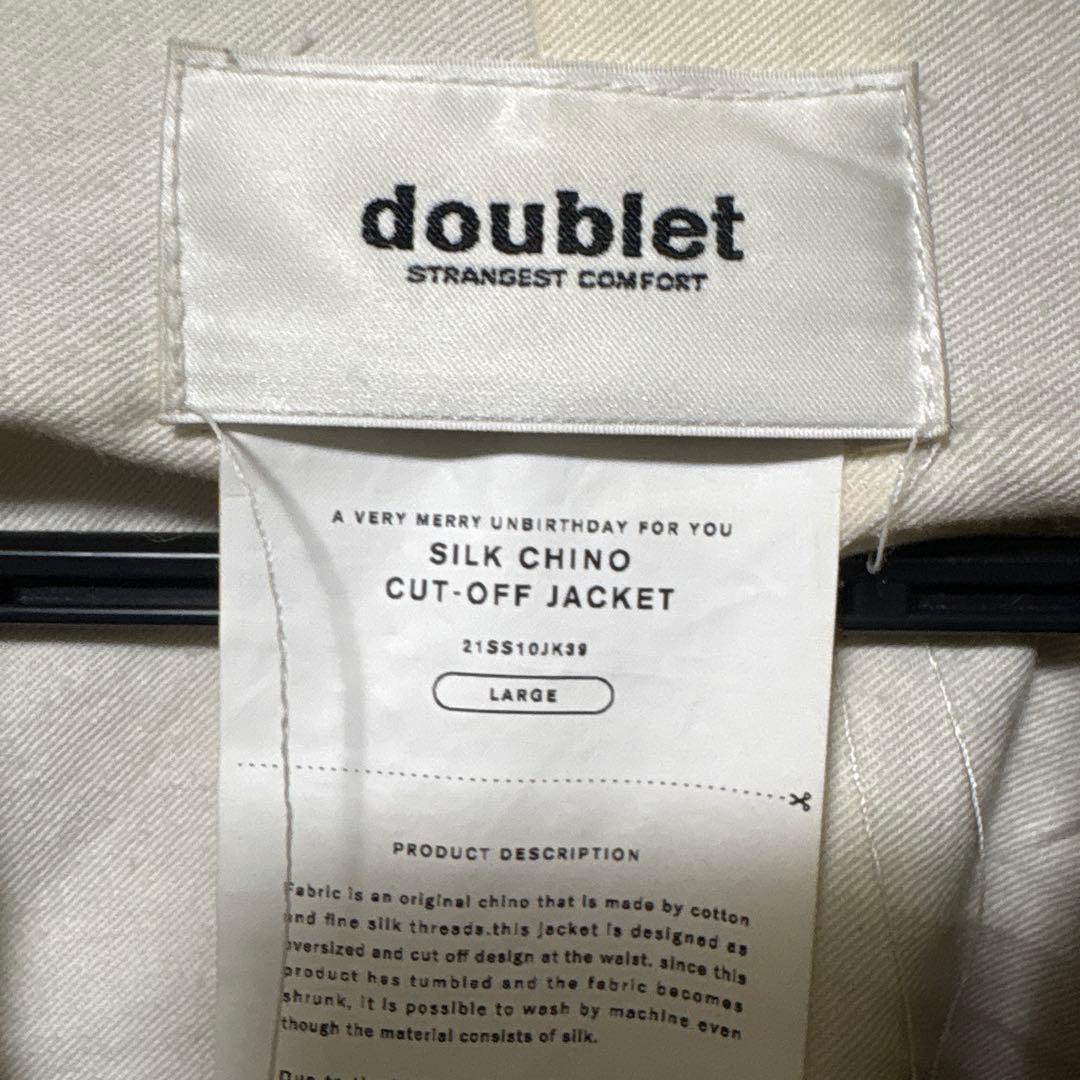 doublet
STRANGEST COMFORT
A VERY MERRY UNBIRTHDAY FOR YOU
SILK CHINO
CUT-OFF JACKET
21SS10JK39
LARGE
PRODUCT DESCRIPTION
Fabric is an original chino that is made by cotton
and fine silk threads.this jacket is designed as
oversized and cut off design at the waist. since this
product has tumbled and the fabric becomes
shrunk, it is possible to wash by machine even
though the material consists of silk.